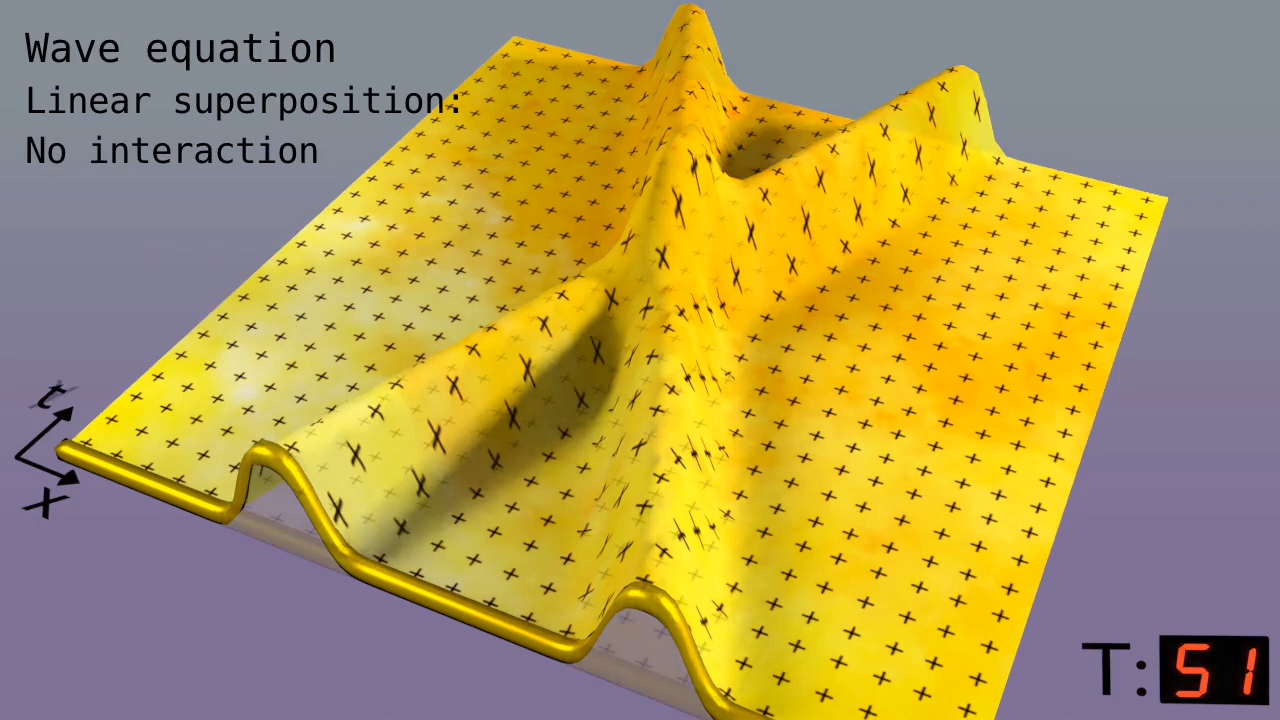 Wave equation
Linear superposition:
No interaction
t
x
T: 51